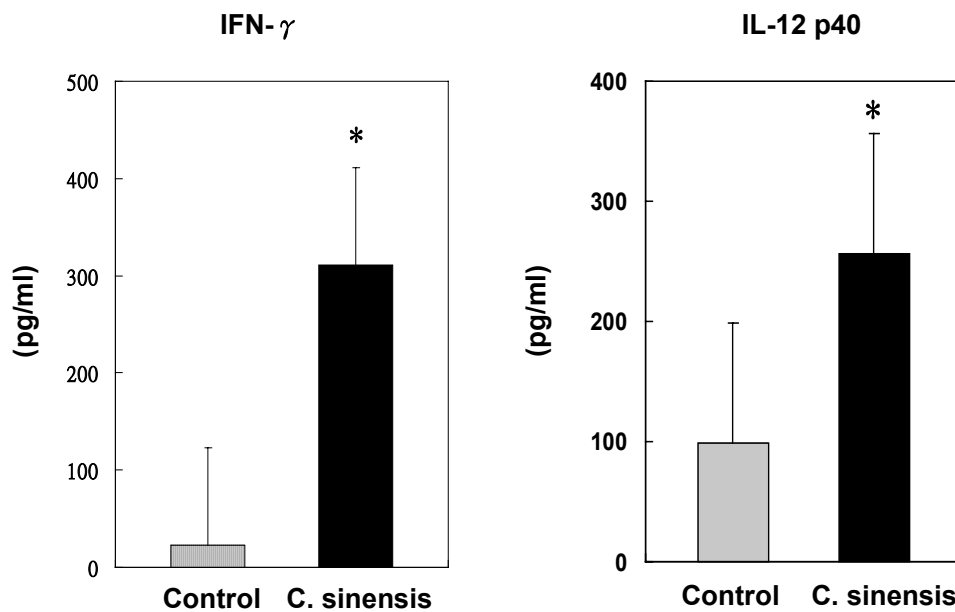 IFN-γ
(pg/ml)
500
400
300
200
100
0
*
Control C. sinensis
IL-12 p40
(pg/ml)
400
300
200
100
0
*
Control C. sinensis